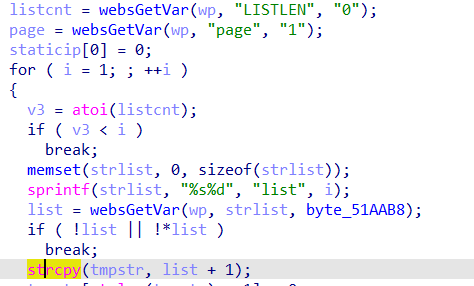 listcnt = websGetVar(wp, "LISTLEN", "0");
page = websGetVar(wp, "page", "1");
staticip[0] = 0;
for ( i = 1; ; ++i )
{
v3 = atoi(listcnt);
if ( v3 < i )
break;
memset(strlist, 0, sizeof(strlist));
sprintf(strlist, "%s%d", "list", i);
list = websGetVar(wp, strlist, byte_51AAB8);
if ( !list || !*list )
break;
strcpy(tmpstr, list + 1);